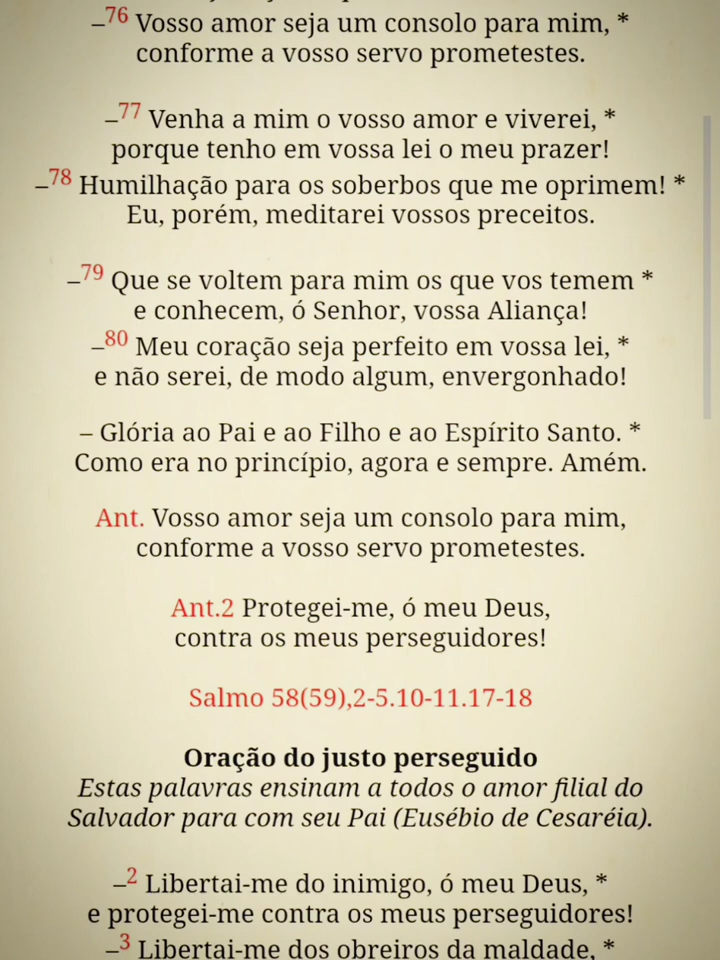 –76 Vosso amor seja um consolo para mim, *
conforme a vosso servo prometestes.
–77 Venha a mim o vosso amor e viverei, *
porque tenho em vossa lei o meu prazer!
–78 Humilhação para os soberbos que me oprimem! *
Eu, porém, meditarei vossos preceitos.
–79 Que se voltem para mim os que vos temem *
e conhecem, ó Senhor, vossa Aliança!
–80 Meu coração seja perfeito em vossa lei, *
e não serei, de modo algum, envergonhado!
– Glória ao Pai e ao Filho e ao Espírito Santo. *
Como era no princípio, agora e sempre. Amém.
Ant. Vosso amor seja um consolo para mim,
conforme a vosso servo prometestes.
Ant.2 Protegei-me, ó meu Deus,
contra os meus perseguidores!
Salmo 58(59),2-5.10-11.17-18
Oração do justo perseguido
Estas palavras ensinam a todos o amor filial do
Salvador para com seu Pai (Eusébio de Cesaréia).
–2 Libertai-me do inimigo, ó meu Deus, *
e protegei-me contra os meus perseguidores!
–3 Libertai-me dos obreiros da maldade, *